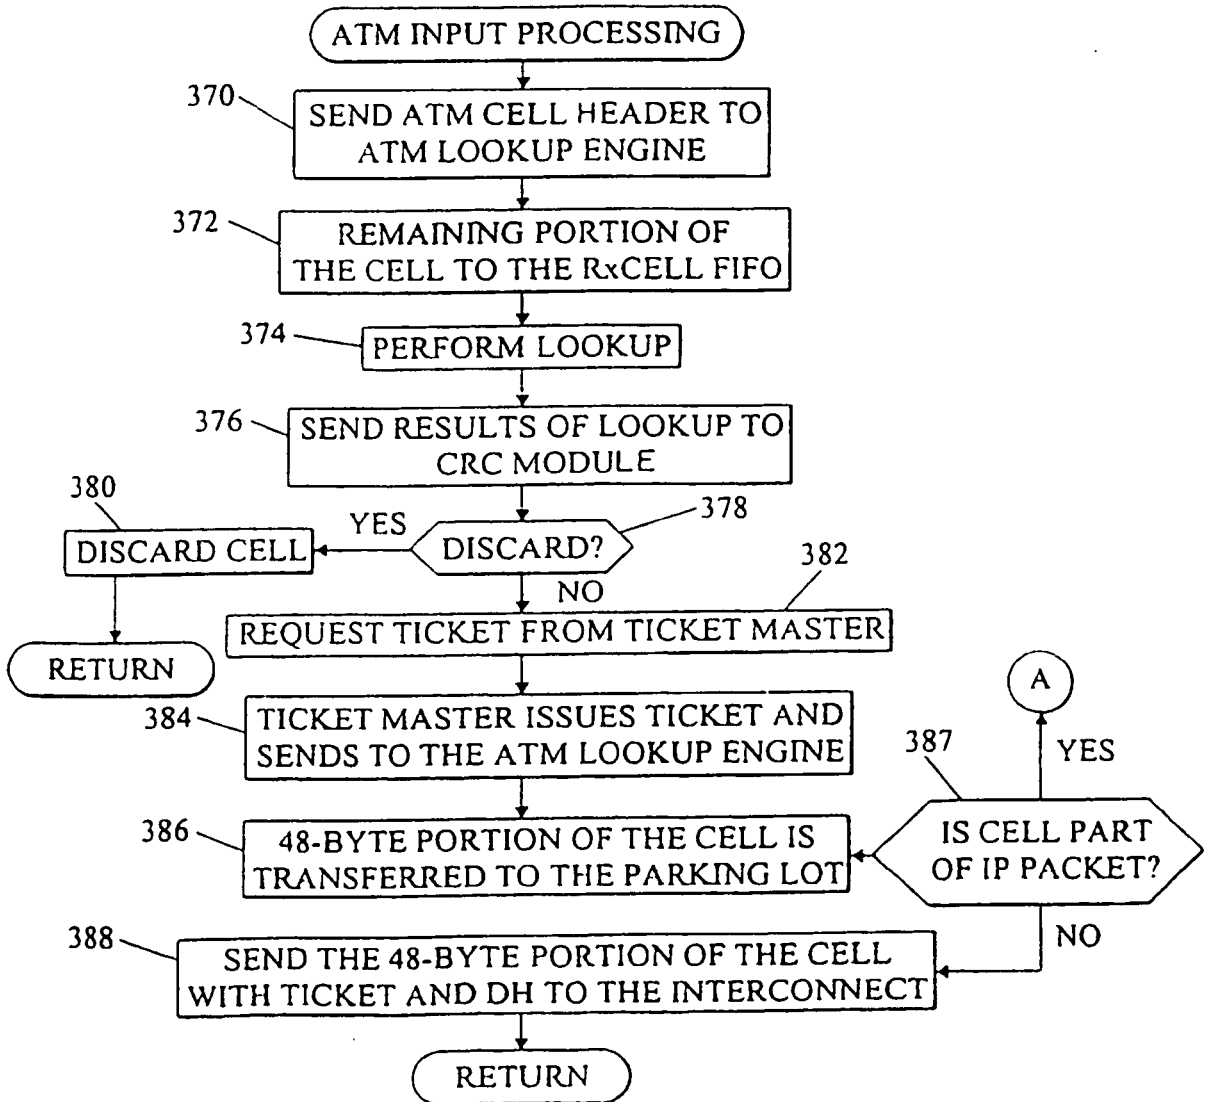 ATM INPUT PROCESSING
370
SEND ATM CELL HEADER TO
ATM LOOKUP ENGINE
372
REMAINING PORTION OF
THE CELL TO THE RxCELL FIFO
374
PERFORM LOOKUP
376
SEND RESULTS OF LOOKUP TO
CRC MODULE
380
YES
378
DISCARD CELL
DISCARD?
382
NO
REQUEST TICKET FROM TICKET MASTER
RETURN
A
384
TICKET MASTER ISSUES TICKET AND
SENDS TO THE ATM LOOKUP ENGINE
387
YES
386
48-BYTE PORTION OF THE CELL IS
TRANSFERRED TO THE PARKING LOT
IS CELL PART
OF IP PACKET?
388
NO
SEND THE 48-BYTE PORTION OF THE CELL
WITH TICKET AND DH TO THE INTERCONNECT
RETURN